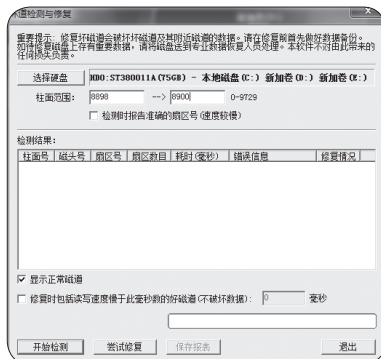 坏道检测与修复
重要提示: 修复坏磁道会破坏坏磁道及其附近磁道的数据。请在修复前首先做好数据备份。
如待修复磁盘上存有重要数据, 请将磁盘送到专业数据恢复人员处理。本软件不对由此带来的
任何损失负责。
选择硬盘 HD0:ST380011A(75GB) - 本地磁盘(C:) 新加卷(D:) 新加卷(E:)
柱面范围: 8898 --> 8900 0-9729
检测时报告准确的扇区号(速度较慢)
检测结果:
柱面号 磁头号 扇区号 扇区数目 耗时(毫秒) 错误信息 修复情况
显示正常磁道
修复时包括读写速度慢于此毫秒数的好磁道(不破坏数据): 0 毫秒
开始检测 尝试修复 保存报表 退出